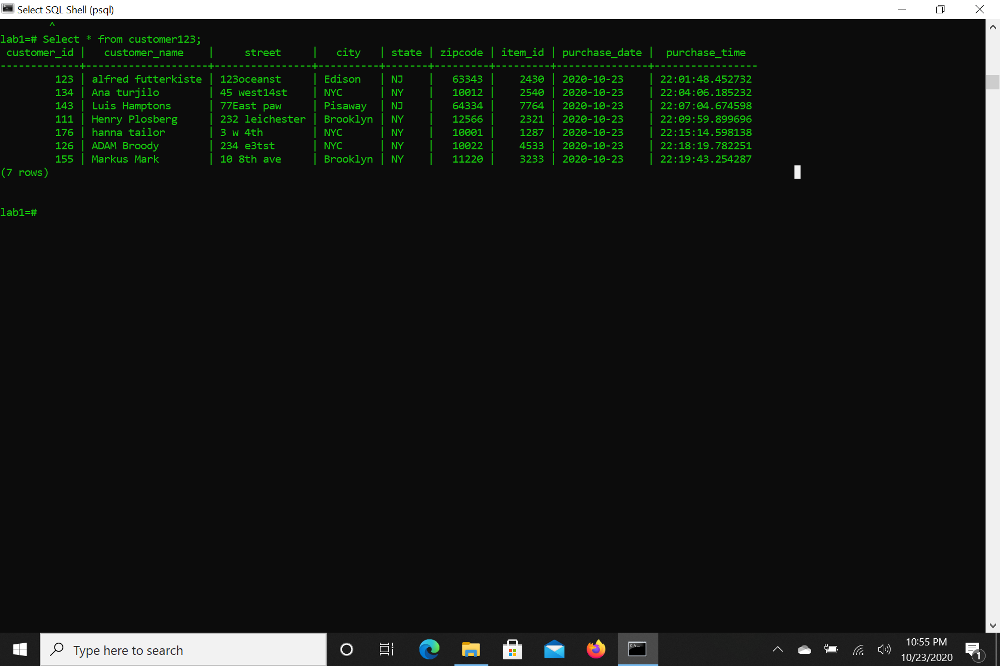 Select SQL Shell (psql)
^
lab1=# Select * from customer123;
 customer_id |   customer_name    |     street     |   city   | state | zipcode | item_id | purchase_date |  purchase_time
-------------+--------------------+----------------+----------+-------+---------+---------+---------------+-----------------
         123 | alfred futterkiste | 123oceanst     | Edison   | NJ    |   63343 |    2430 | 2020-10-23    | 22:01:48.452732
         134 | Ana turjilo        | 45 west14st    | NYC      | NY    |   10012 |    2540 | 2020-10-23    | 22:04:06.185232
         143 | Luis Hamptons      | 77East paw     | Pisaway  | NJ    |   64334 |    7764 | 2020-10-23    | 22:07:04.674598
         111 | Henry Plosberg     | 232 leichester | Brooklyn | NY    |   12566 |    2321 | 2020-10-23    | 22:09:59.899696
         176 | hanna tailor       | 3 w 4th        | NYC      | NY    |   10001 |    1287 | 2020-10-23    | 22:15:14.598138
         126 | ADAM Broody        | 234 e3tst      | NYC      | NY    |   10022 |    4533 | 2020-10-23    | 22:18:19.782251
         155 | Markus Mark        | 10 8th ave     | Brooklyn | NY    |   11220 |    3233 | 2020-10-23    | 22:19:43.254287
(7 rows)
lab1=#
Type here to search
10:55 PM
10/23/2020
1